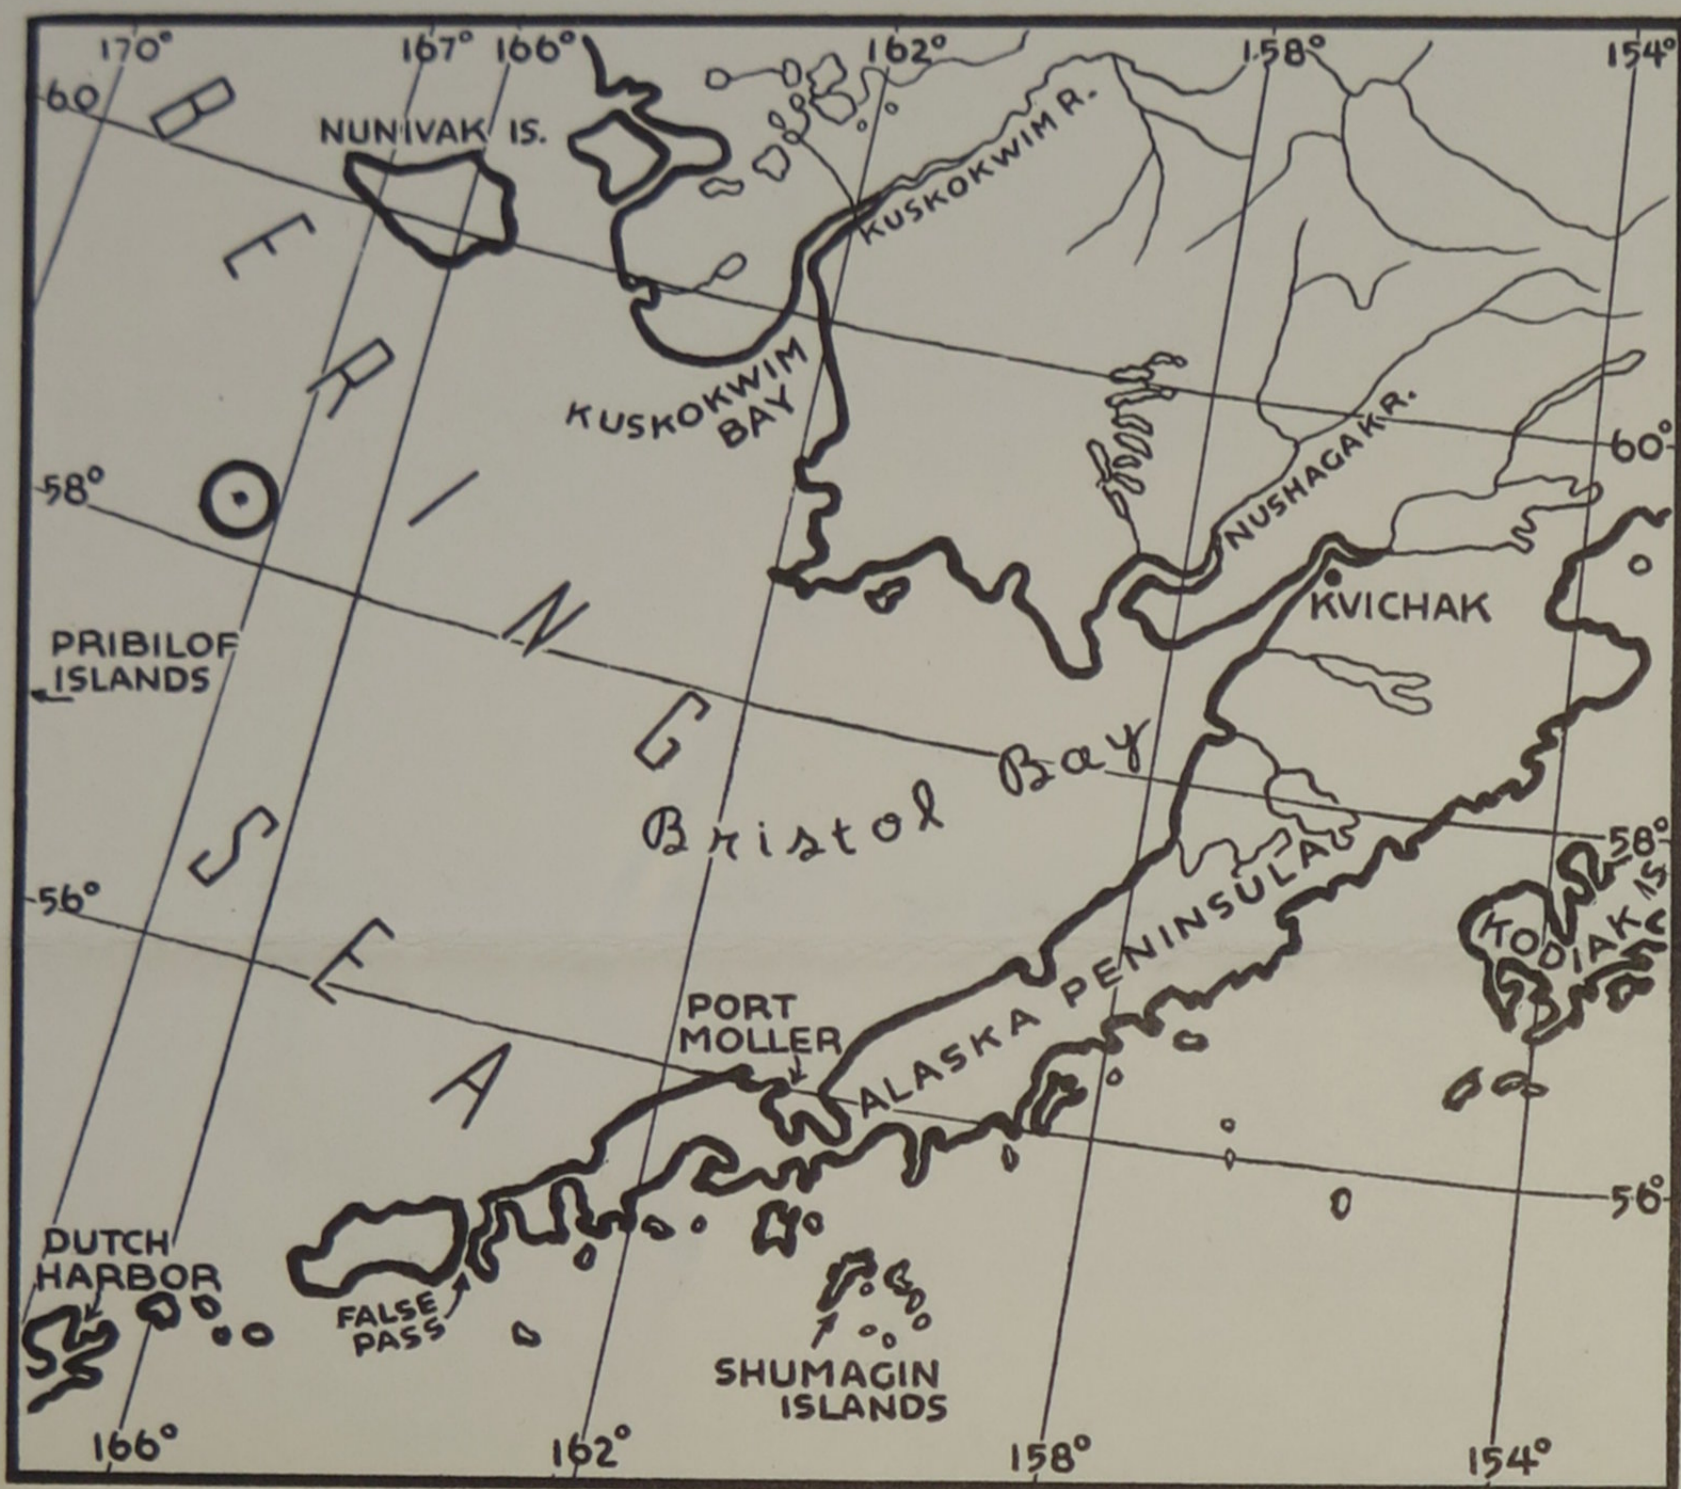 170° 167° 166° 162° 158° 154°
60
NUNIVAK IS.
KUSKOKWIM R.
KUSKOKWIM
BAY
NUSHAGAK R.
60°
58°
KVICHAK
PRIBILOF
ISLANDS
BERING
SEA
Bristol Bay
58°
56°
KODIAK IS.
ALASKA PENINSULA
PORT
MOLLER
56°
DUTCH
HARBOR
FALSE
PASS
SHUMAGIN
ISLANDS
166° 162° 158° 154°